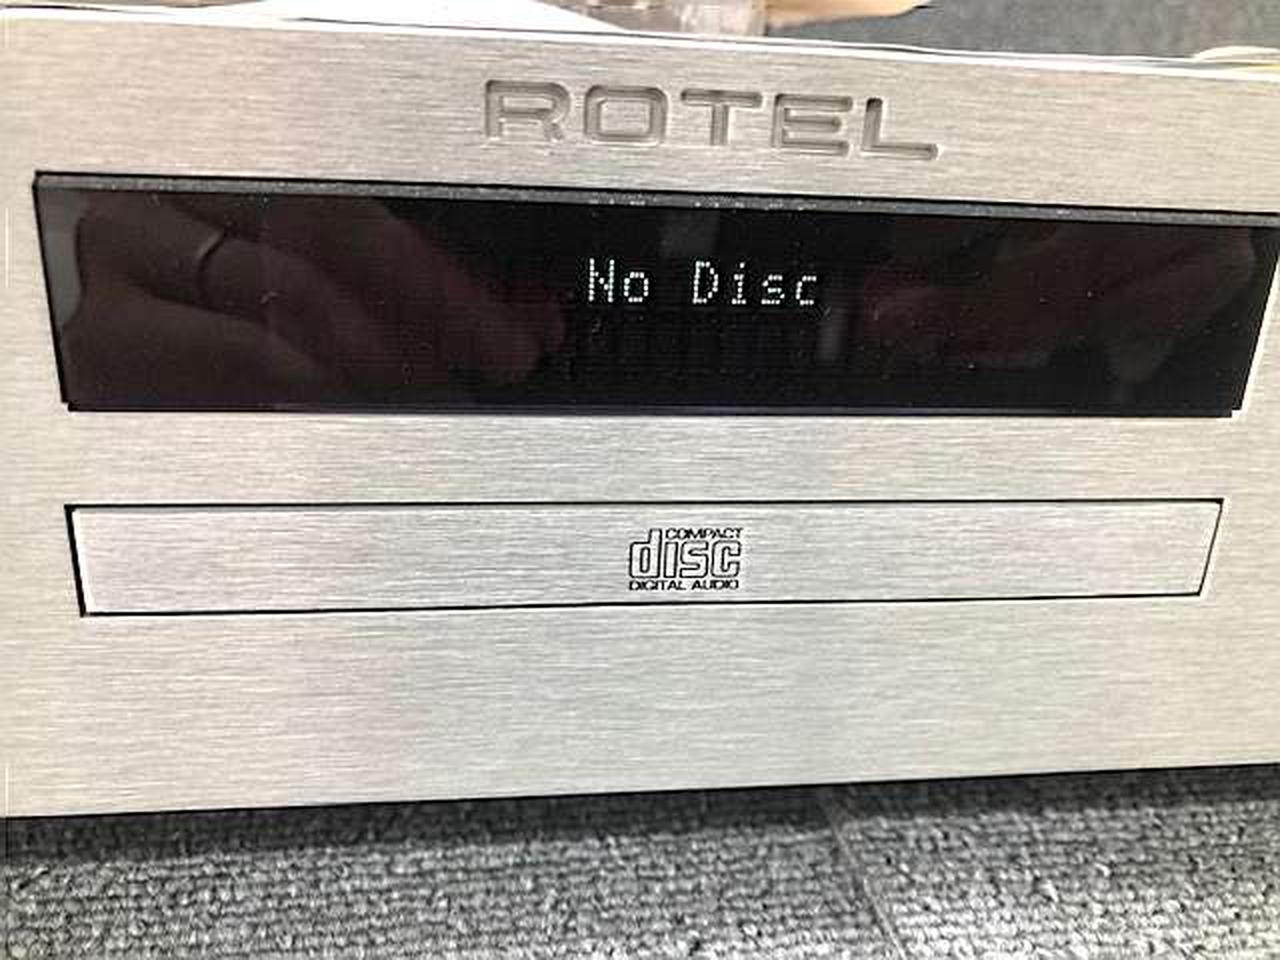 ROTEL
No Disc
COMPACT
disc
DIGITAL AUDIO